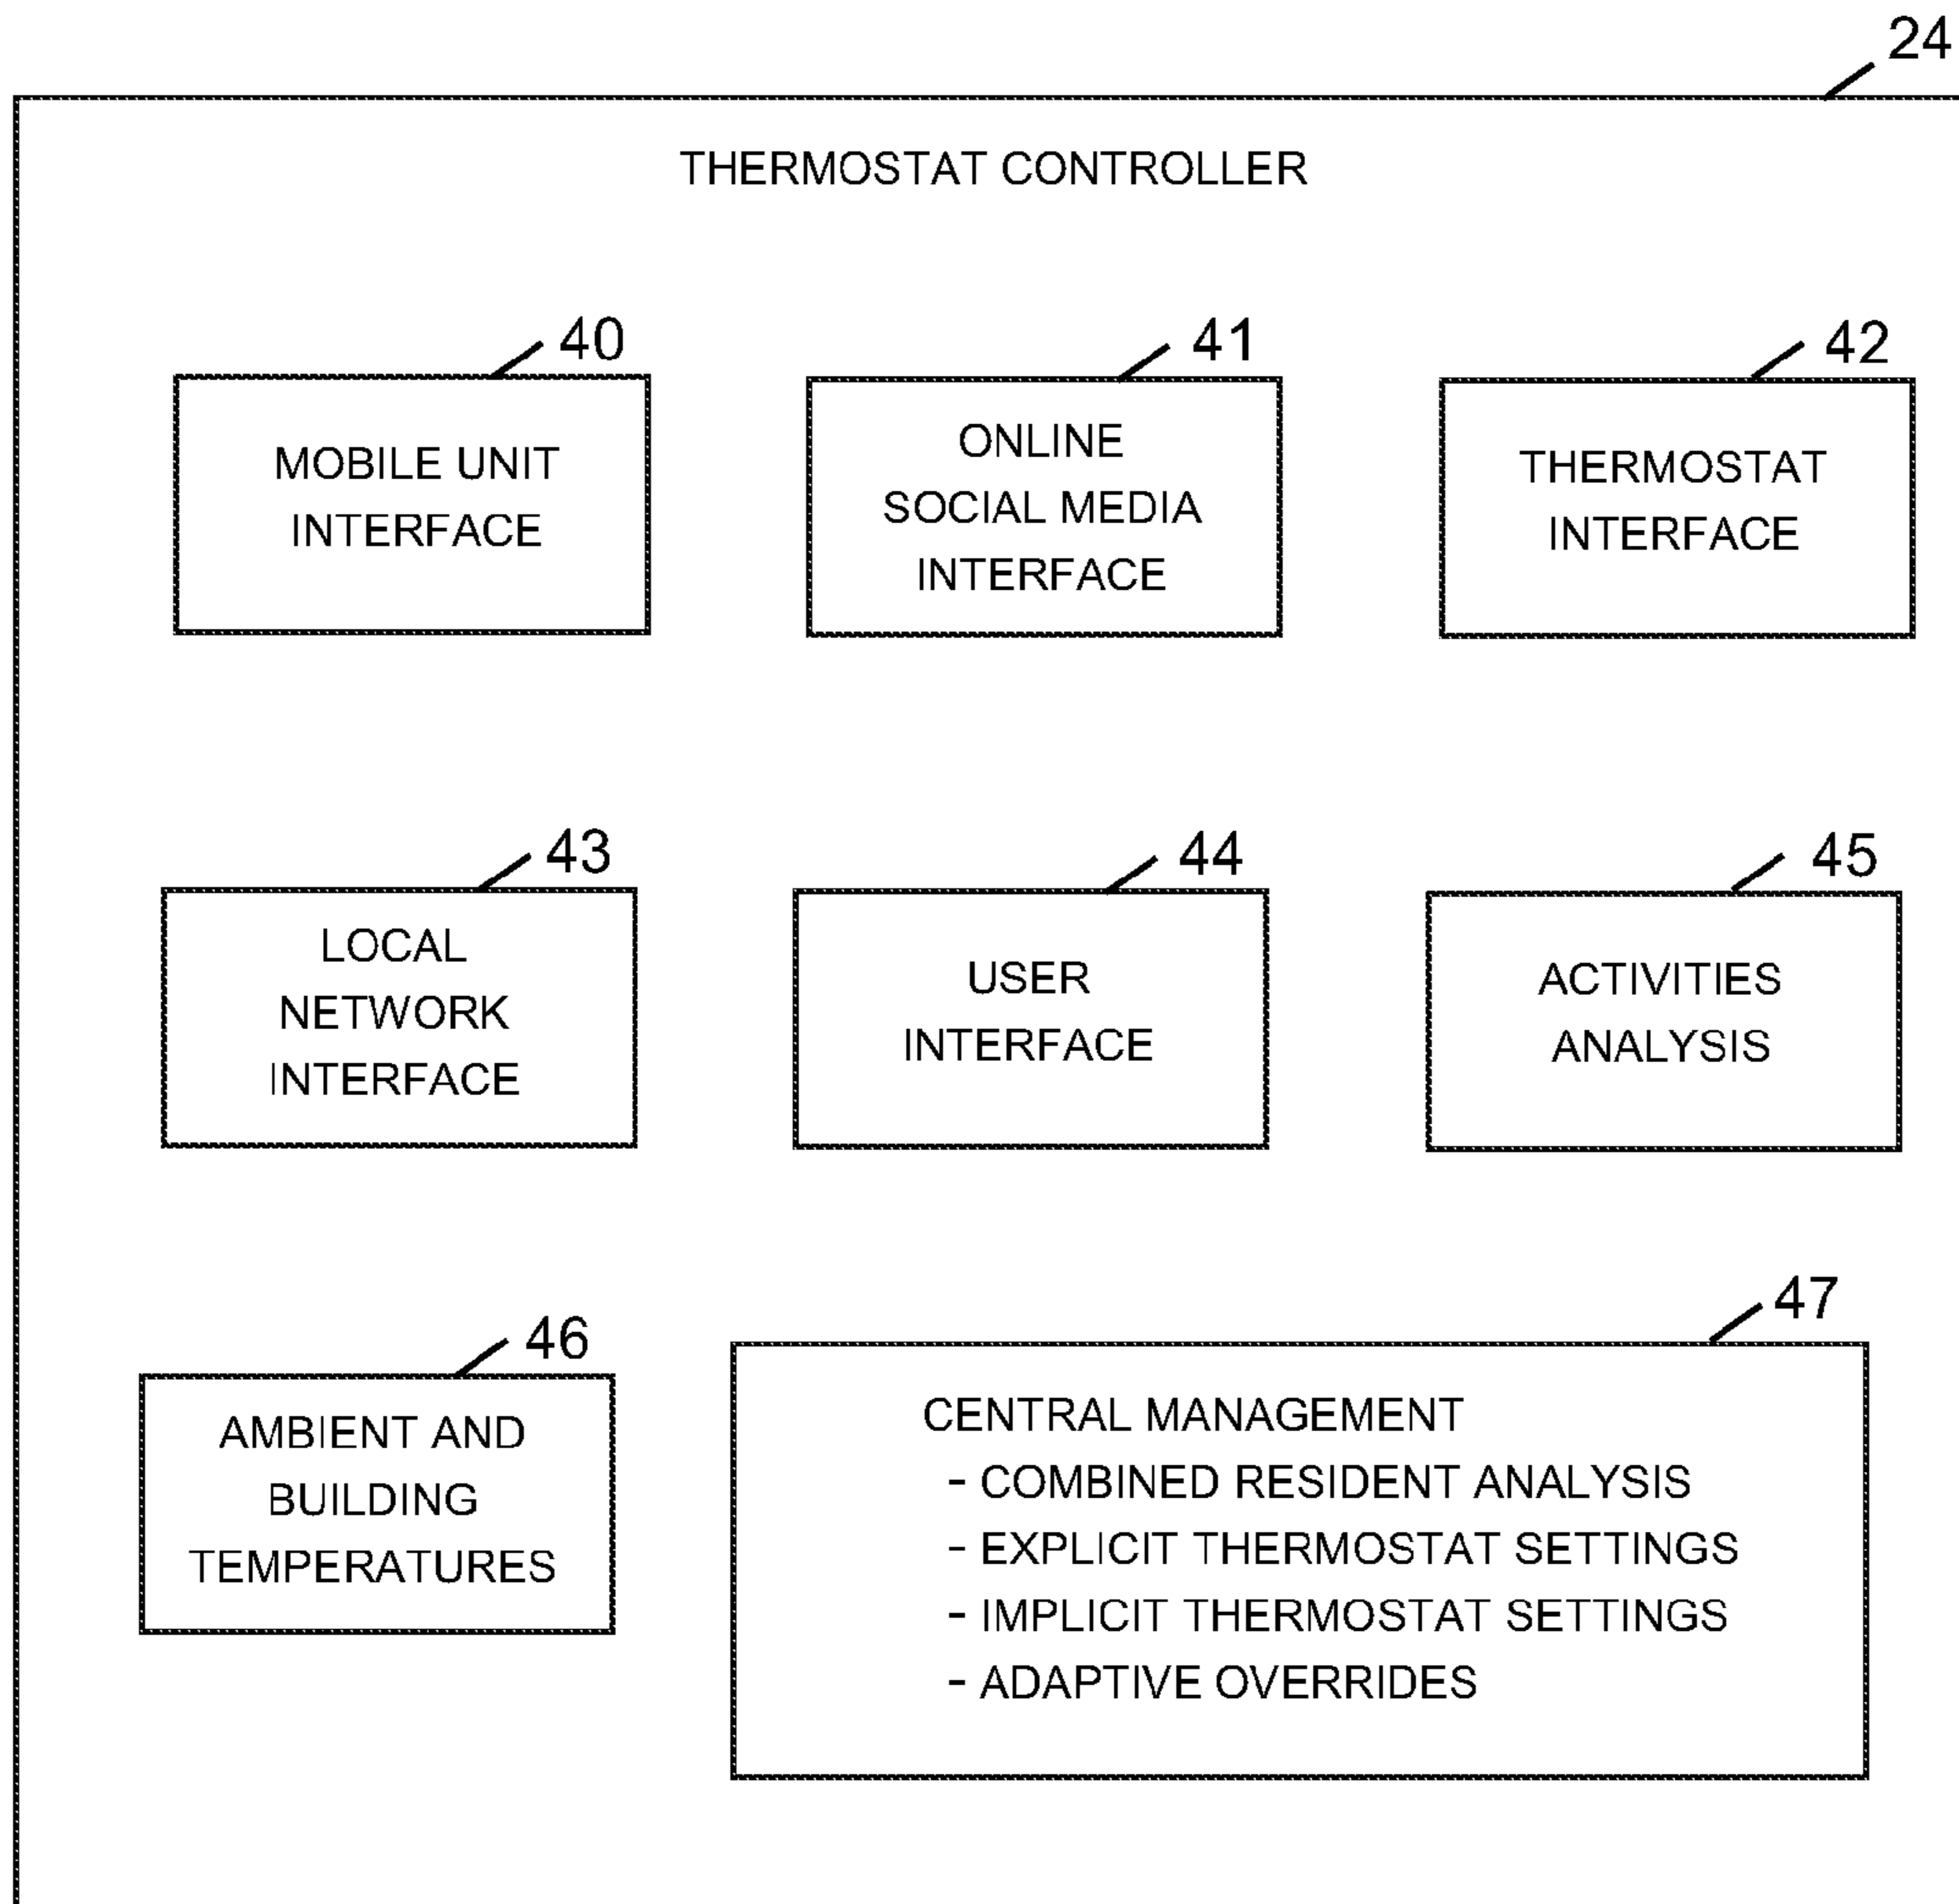 24
THERMOSTAT CONTROLLER
40
MOBILE UNIT
INTERFACE
41
ONLINE
SOCIAL MEDIA
INTERFACE
42
THERMOSTAT
INTERFACE
43
LOCAL
NETWORK
INTERFACE
44
USER
INTERFACE
45
ACTIVITIES
ANALYSIS
46
AMBIENT AND
BUILDING
TEMPERATURES
47
CENTRAL MANAGEMENT
- COMBINED RESIDENT ANALYSIS
- EXPLICIT THERMOSTAT SETTINGS
- IMPLICIT THERMOSTAT SETTINGS
- ADAPTIVE OVERRIDES